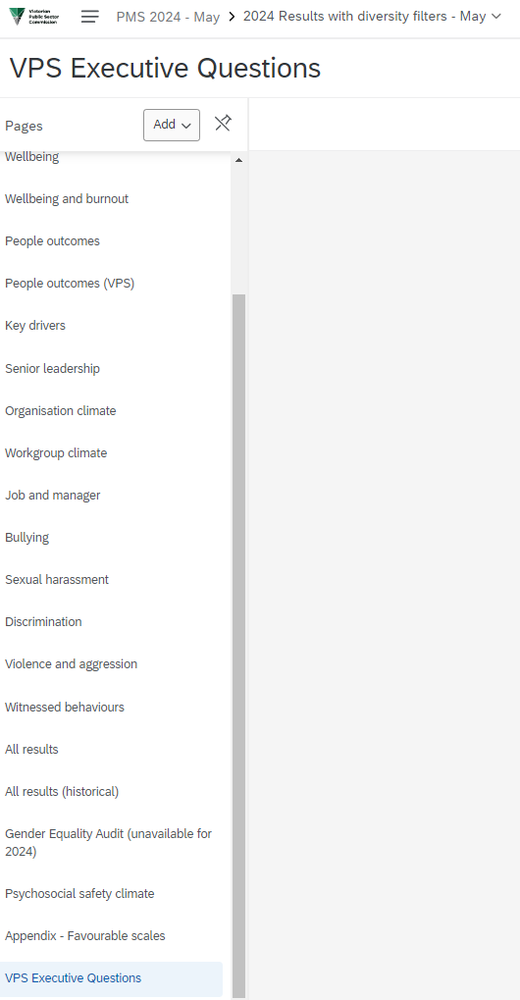 Victorian
Public Sector
Commission
PMS 2024 - May
2024 Results with diversity filters - May
VPS Executive Questions
Pages
Add
Wellbeing
Wellbeing and burnout
People outcomes
People outcomes (VPS)
Key drivers
Senior leadership
Organisation climate
Workgroup climate
Job and manager
Bullying
Sexual harassment
Discrimination
Violence and aggression
Witnessed behaviours
All results
All results (historical)
Gender Equality Audit (unavailable for
2024)
Psychosocial safety climate
Appendix - Favourable scales
VPS Executive Questions